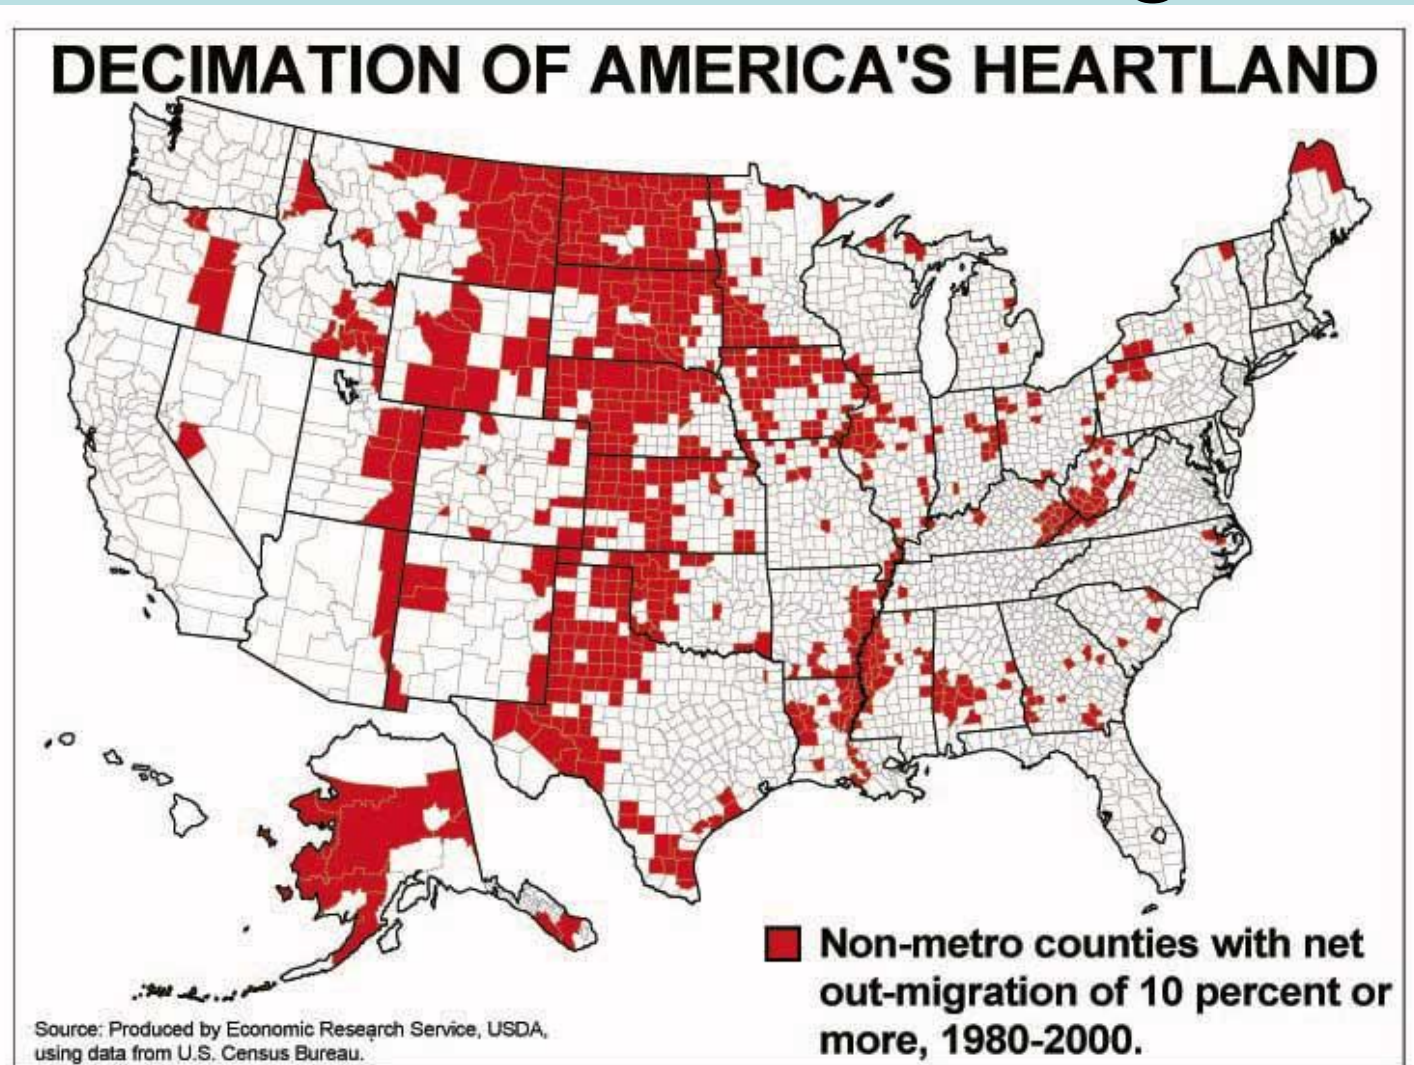 DECIMATION OF AMERICA'S HEARTLAND
Non-metro counties with net
out-migration of 10 percent or
more, 1980-2000.
Source: Produced by Economic Research Service, USDA,
using data from U.S. Census Bureau.